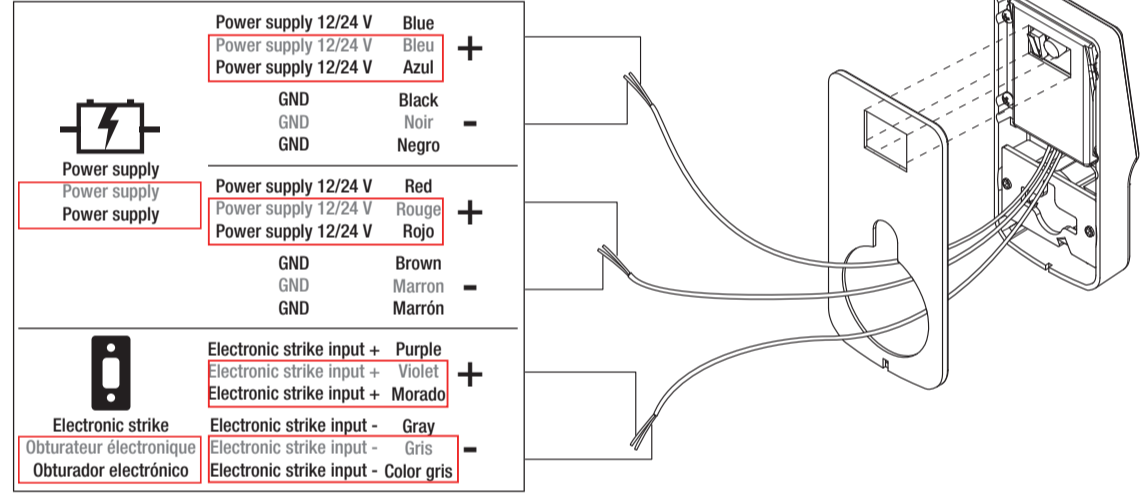 Power supply 12/24 V Blue
Power supply 12/24 V Bleu
Power supply 12/24 V Azul
+
GND Black
GND Noir
GND Negro
-
Power supply
Power supply
Power supply
Power supply 12/24 V Red
Power supply 12/24 V Rouge
Power supply 12/24 V Rojo
+
GND Brown
GND Marron
GND Marrón
-
Electronic strike input + Purple
Electronic strike input + Violet
Electronic strike input + Morado
+
Electronic strike
Obturateur électronique
Obturador electrónico
Electronic strike input - Gray
Electronic strike input - Gris
Electronic strike input - Color gris
-